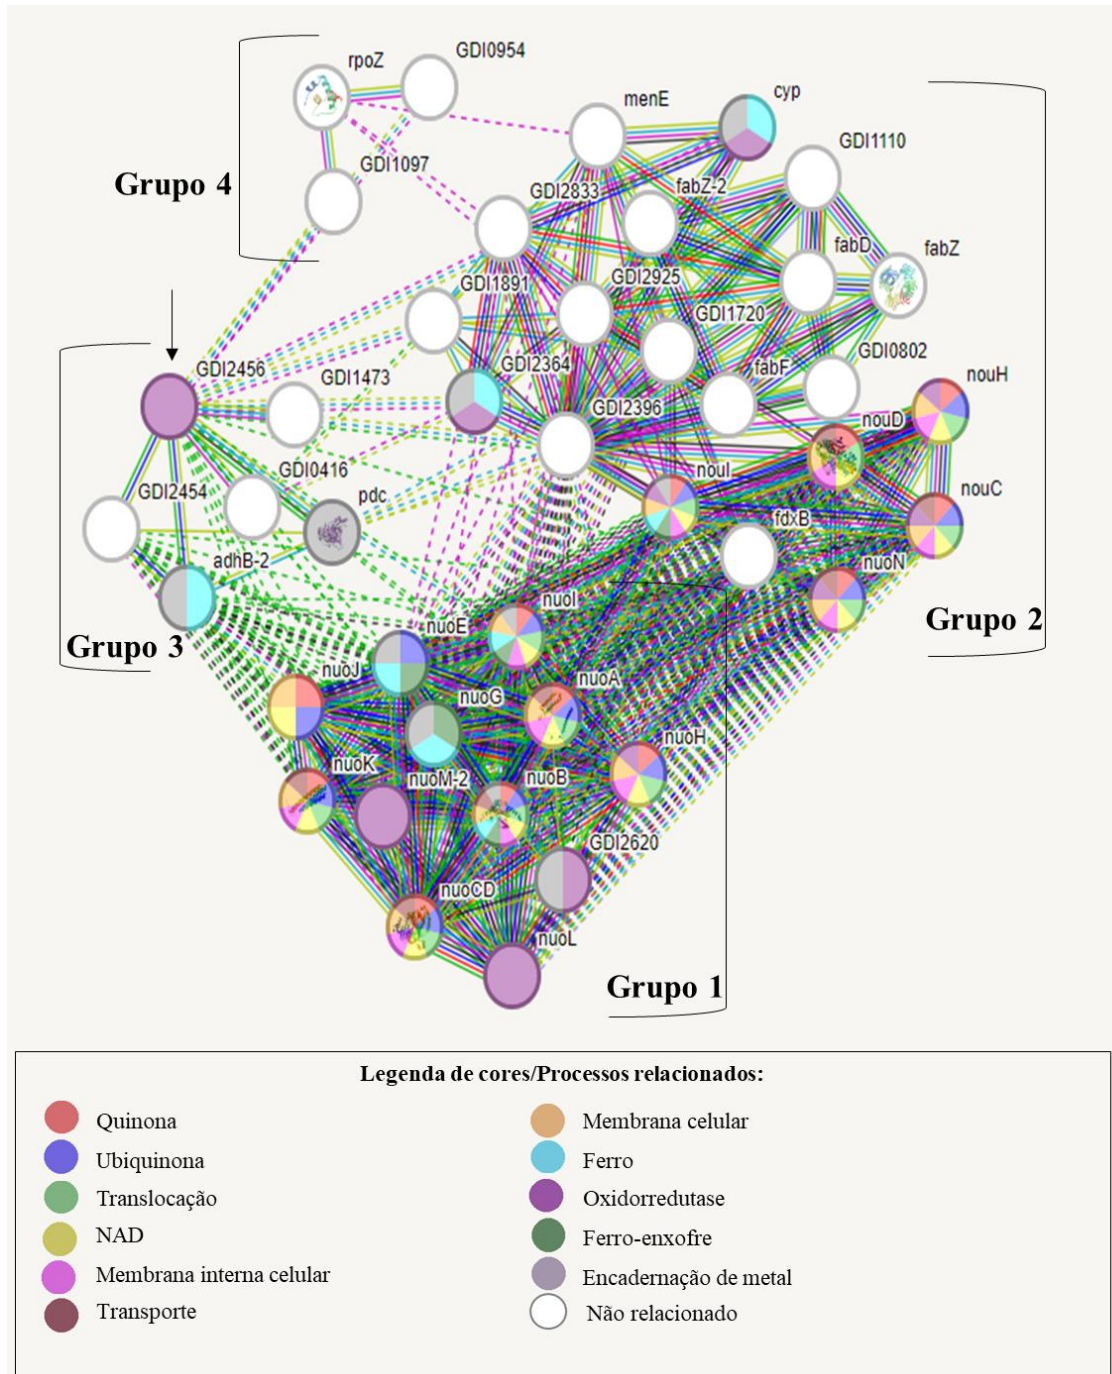 rpoZ
GDI0954
menE
cyp
GDI1097
GDI1110
Grupo 4
GDI2833
fabZ-2
fabD
fabZ
GDI1891
GDI2925
GDI1720
GDI2456
GDI1473
GDI2364
fabF
GDI0802
GDI2396
nouH
nouD
GDI0416
GDI2454
pdc
nouI
nouC
fdxB
adhB-2
nuoN
Grupo 2
Grupo 3
nuoE
nuoI
nuoJ
nuoG
nuoA
nuoH
nuoK
nuoM-2
nuoB
GDI2620
nuoCD
nuoL
Grupo 1
Legenda de cores/Processos relacionados:
Quinona
Ubiquinona
Translocação
NAD
Membrana interna celular
Transporte
Membrana celular
Ferro
Oxidorredutase
Ferro-enxofre
Encadernação de metal
Não relacionado